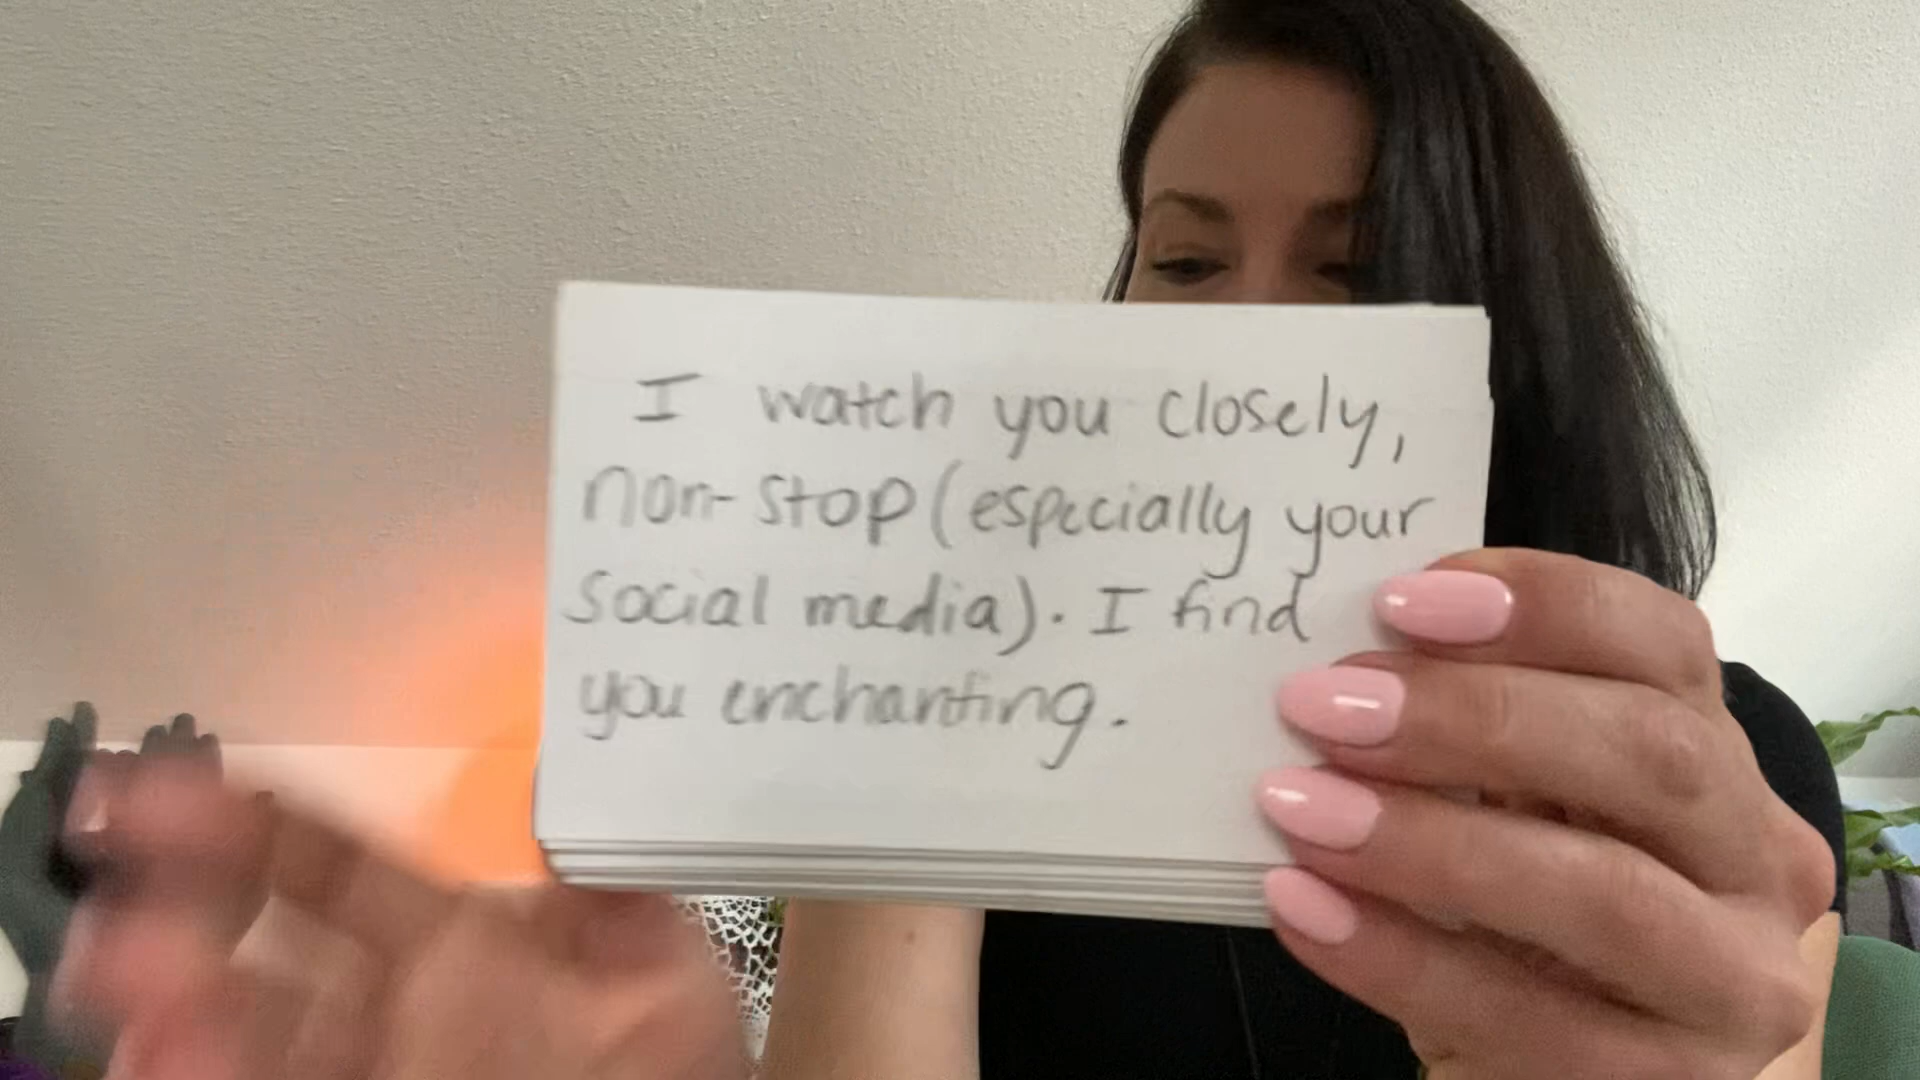 I watch you closely,
non-stop (especially your
social media). I find
you enchanting.